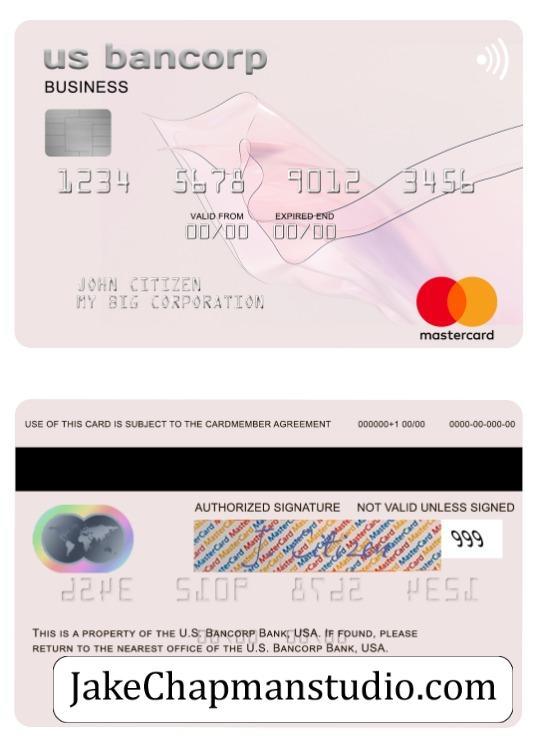 us bancorp
BUSINESS
1234 5678 9012 3456
VALID FROM EXPIRED END
00/00 00/00
JOHN CITIZEN
MY BIG CORPORATION
mastercard
USE OF THIS CARD IS SUBJECT TO THE CARDMEMBER AGREEMENT 000000+1 00/00 0000-00-000-00
AUTHORIZED SIGNATURE NOT VALID UNLESS SIGNED
J Citizen 999
THIS IS A PROPERTY OF THE U.S. BANCORP BANK, USA. IF FOUND, PLEASE
RETURN TO THE NEAREST OFFICE OF THE U.S. BANCORP BANK, USA.
JakeChapmanstudio.com